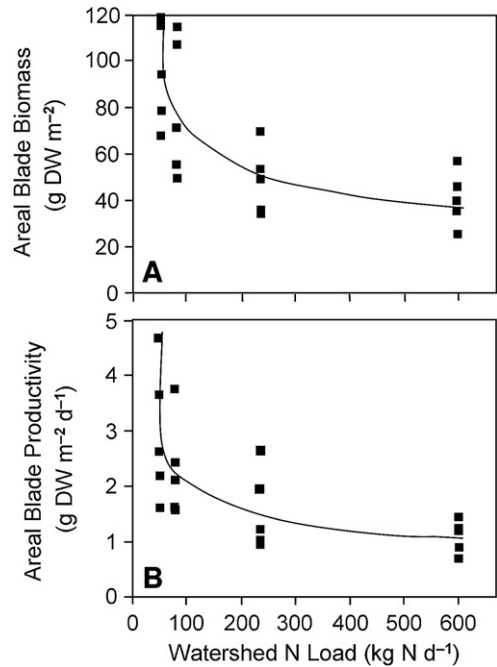 Areal Blade Biomass
(g DW m⁻²)
120
100
80
60
40
20
0
A
Areal Blade Productivity
(g DW m⁻² d⁻¹)
5
4
3
2
1
0
B
0 100 200 300 400 500 600
Watershed N Load (kg N d⁻¹)